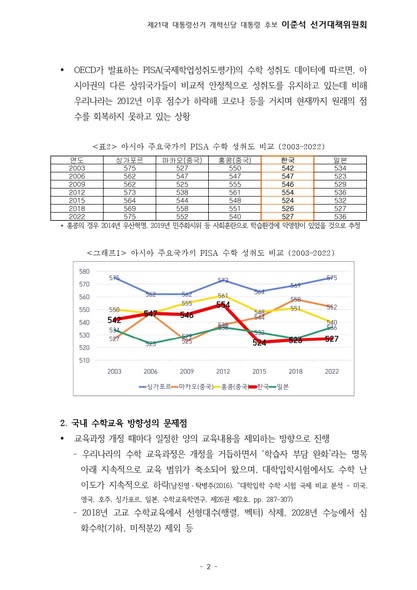 제21대 대통령선거 개혁신당 대통령 후보 이준석 선거대책위원회
• OECD가 발표하는 PISA(국제학업성취도평가)의 수학 성취도 데이터에 따르면, 아
시아권의 다른 상위국가들이 비교적 안정적으로 성취도를 유지하고 있는데 비해
우리나라는 2012년 이후 점수가 하락해 코로나 등을 거치며 현재까지 원래의 점
수를 회복하지 못하고 있는 상황
<표2> 아시아 주요국가의 PISA 수학 성취도 비교 (2003-2022)
연도 싱가포르 마카오(중국) 홍콩(중국) 한국 일본
2003 575 527 550 542 534
2006 562 547 547 547 523
2009 562 525 555 546 529
2012 573 538 561 554 536
2015 564 544 548 524 532
2018 569 558 551 526 527
2022 575 552 540 527 536
* 홍콩의 경우 2014년 우산혁명, 2019년 민주화시위 등 사회혼란으로 학습환경에 악영향이 있었을 것으로 추정
<그래프1> 아시아 주요국가의 PISA 수학 성취도 비교 (2003-2022)
580
570
560
550
540
530
520
510
575 562 562 573 564 569 575
550 555 561 548 551 540
542 547 546 554 524 526 527
534 523 529 532 536
527 525 538 544 558 552
2003 2006 2009 2012 2015 2018 2022
싱가포르 마카오(중국) 홍콩(중국) 한국 일본
2. 국내 수학교육 방향성의 문제점
• 교육과정 개정 때마다 일정한 양의 교육내용을 제외하는 방향으로 진행
- 우리나라의 수학 교육과정은 개정을 거듭하면서 '학습자 부담 완화'라는 명목
아래 지속적으로 교육 범위가 축소되어 왔으며, 대학입학시험에서도 수학 난
이도가 지속적으로 하락(남진영·탁병주(2016). "대학입학 수학 시험 국제 비교 분석 - 미국,
영국, 호주, 싱가포르, 일본, 수학교육학연구, 제26권 제2호, pp. 287-307)
- 2018년 고교 수학교육에서 선형대수(행렬, 벡터) 삭제, 2028년 수능에서 심
화수학(기하, 미적분2) 제외 등
- 2 -